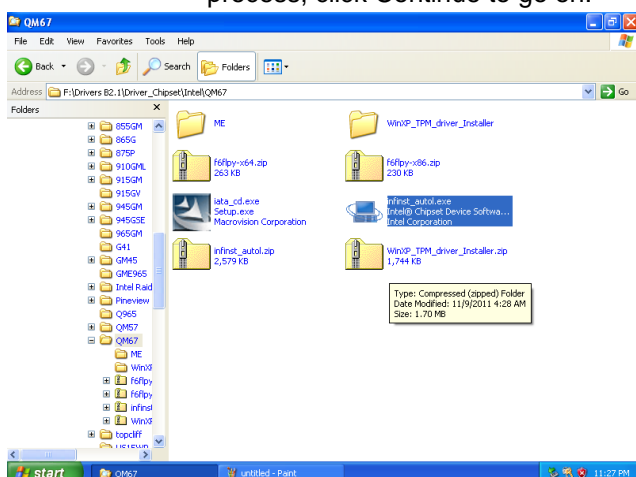 process, click Continue to go on.
QM67
File Edit View Favorites Tools Help
Back Search Folders
Address F:\Drivers B2.1\Driver_Chipset\Intel\QM67 Go
Folders
855GM
865G
875P
910GML
915GM
915GV
945GM
945GSE
965GM
G41
GM45
GME965
Intel Raid
Pineview
Q965
QM57
QM67
ME
WinXP
f6flpy
f6flpy
infinst
WinXP
topcliff
ME
WinXP_TPM_driver_Installer
f6flpy-x64.zip
263 KB
f6flpy-x86.zip
230 KB
iata_cd.exe
Setup.exe
Macrovision Corporation
infinst_autol.exe
Intel® Chipset Device Softwa...
Intel Corporation
infinst_autol.zip
2,579 KB
WinXP_TPM_driver_Installer.zip
1,744 KB
Type: Compressed (zipped) Folder
Date Modified: 11/9/2011 4:28 AM
Size: 1.70 MB
start
QM67
untitled - Paint
11:27 PM